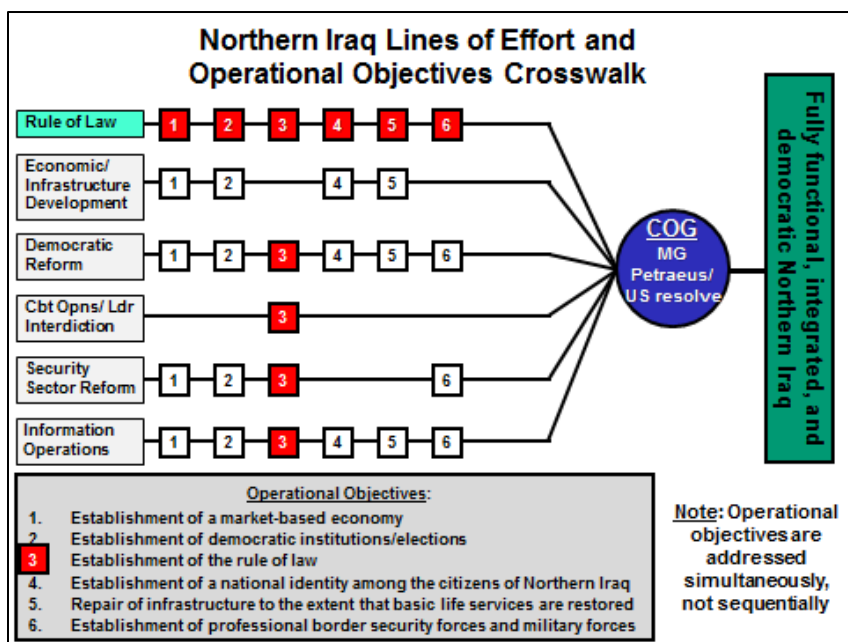 Northern Iraq Lines of Effort and
Operational Objectives Crosswalk
Rule of Law
1 2 3 4 5 6
Economic/
Infrastructure
Development
1 2 4 5
Democratic
Reform
1 2 3 4 5 6
Cbt Opns/ Ldr
Interdiction
3
Security
Sector Reform
1 2 3 6
Information
Operations
1 2 3 4 5 6
COG
MG
Petraeus/
US resolve
Fully functional, integrated, and
democratic Northern Iraq
Operational Objectives:
1. Establishment of a market-based economy
2 Establishment of democratic institutions/elections
3 Establishment of the rule of law
4. Establishment of a national identity among the citizens of Northern Iraq
5. Repair of infrastructure to the extent that basic life services are restored
6. Establishment of professional border security forces and military forces
Note: Operational
objectives are
addressed
simultaneously,
not sequentially